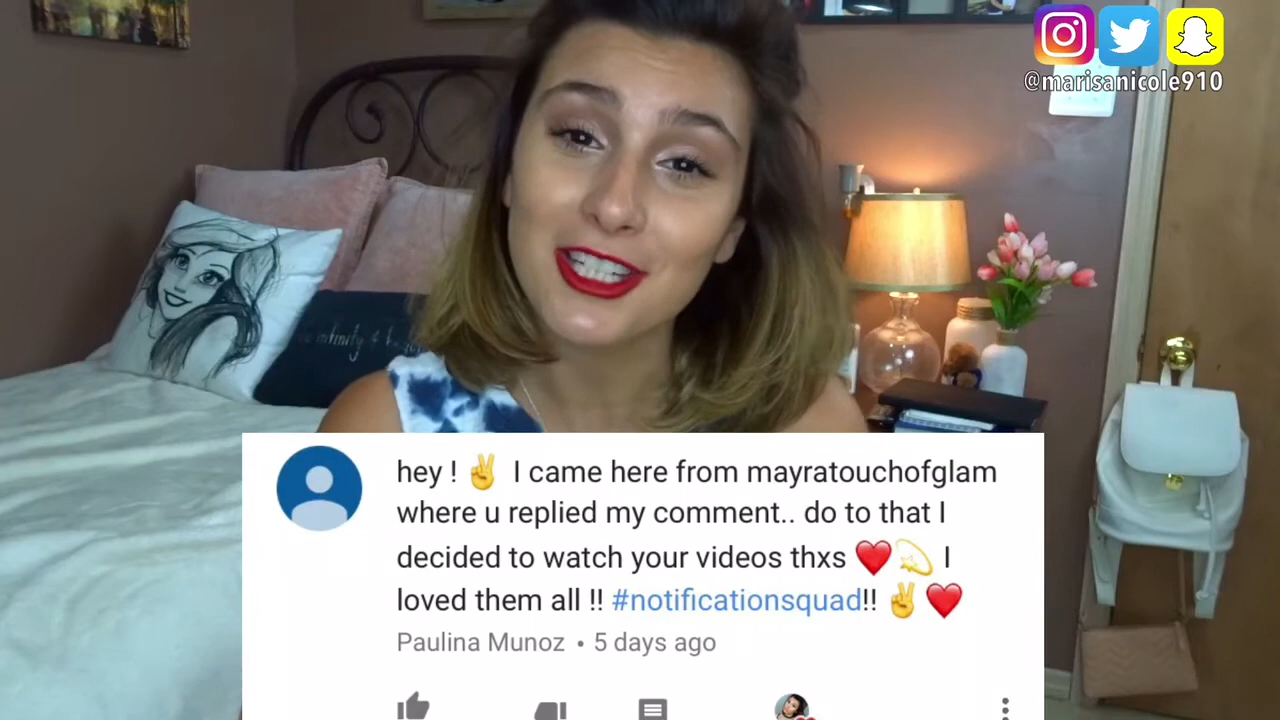 @marisanicole910
infinity &
hey ! ✌️ I came here from mayratouchofglam
where u replied my comment.. do to that I
decided to watch your videos thxs ❤️💫 I
loved them all !! #notificationsquad!! ✌️❤️
Paulina Munoz • 5 days ago